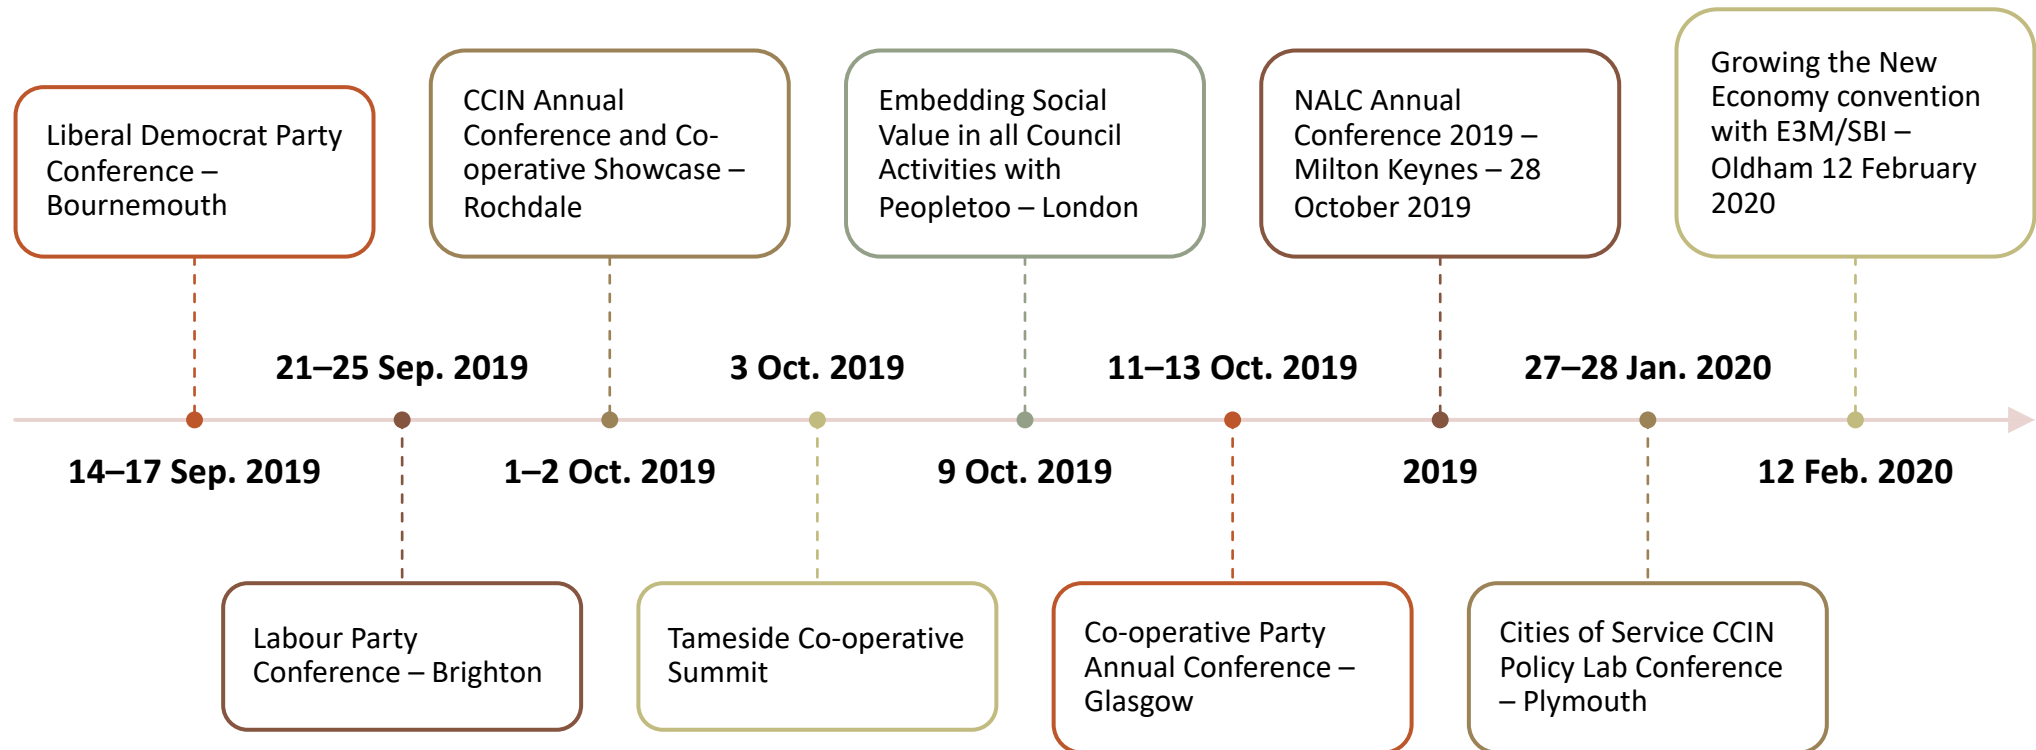 Liberal Democrat Party
Conference –
Bournemouth
CCIN Annual
Conference and Co-
operative Showcase –
Rochdale
Embedding Social
Value in all Council
Activities with
Peopletoo – London
NALC Annual
Conference 2019 –
Milton Keynes – 28
October 2019
Growing the New
Economy convention
with E3M/SBI –
Oldham 12 February
2020
21–25 Sep. 2019
3 Oct. 2019
11–13 Oct. 2019
27–28 Jan. 2020
14–17 Sep. 2019
1–2 Oct. 2019
9 Oct. 2019
2019
12 Feb. 2020
Labour Party
Conference – Brighton
Tameside Co-operative
Summit
Co-operative Party
Annual Conference –
Glasgow
Cities of Service CCIN
Policy Lab Conference
– Plymouth